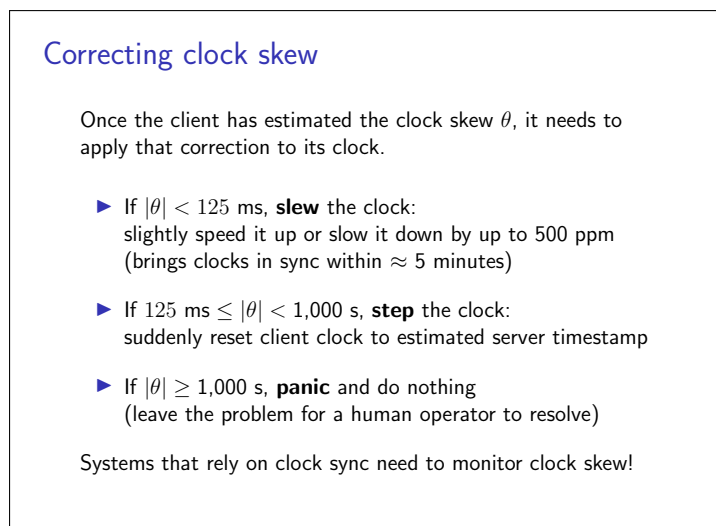 Correcting clock skew
Once the client has estimated the clock skew θ, it needs to
apply that correction to its clock.
▶ If |θ| < 125 ms, slew the clock:
slightly speed it up or slow it down by up to 500 ppm
(brings clocks in sync within ≈ 5 minutes)
▶ If 125 ms ≤ |θ| < 1,000 s, step the clock:
suddenly reset client clock to estimated server timestamp
▶ If |θ| ≥ 1,000 s, panic and do nothing
(leave the problem for a human operator to resolve)
Systems that rely on clock sync need to monitor clock skew!